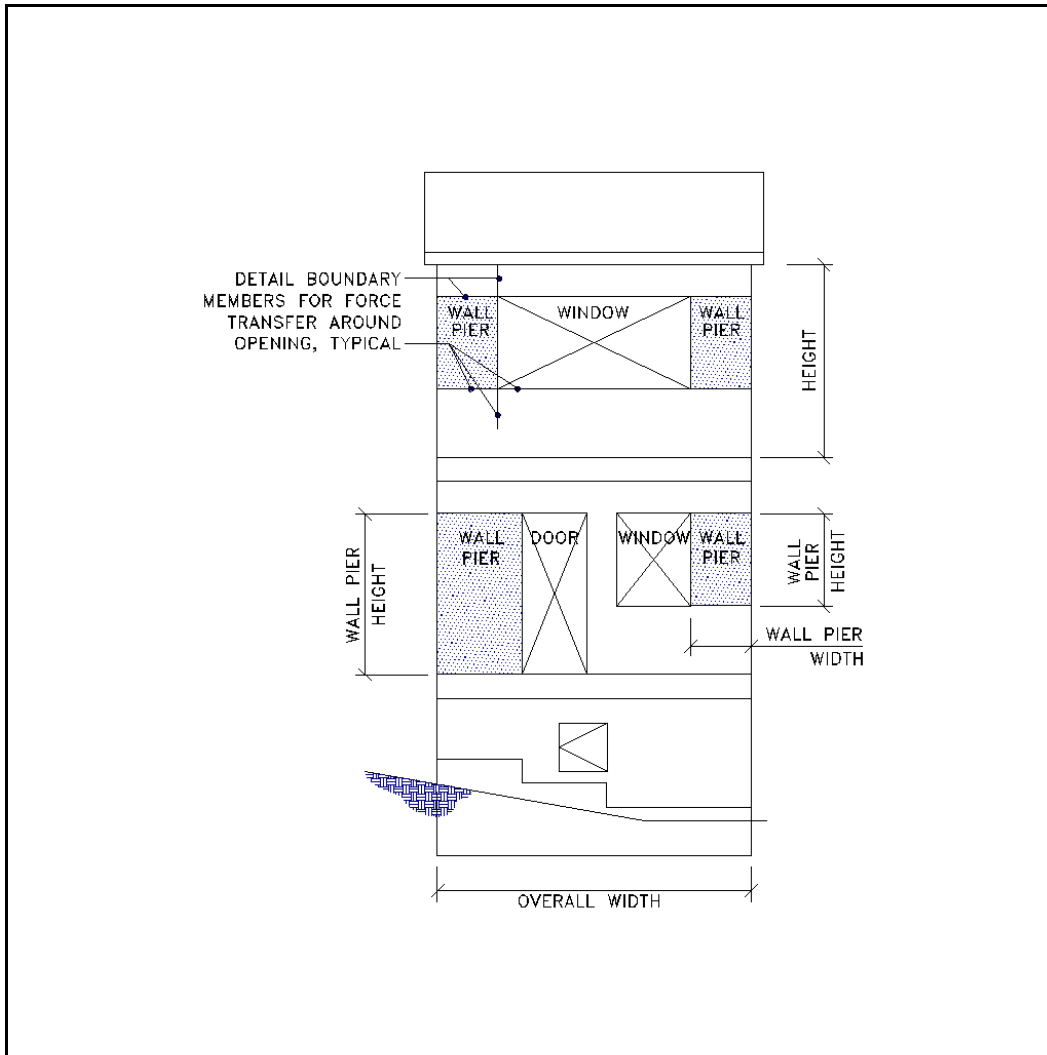 DETAIL BOUNDARY
MEMBERS FOR FORCE
TRANSFER AROUND
OPENING, TYPICAL
WALL
PIER
WINDOW
WALL
PIER
HEIGHT
WALL
PIER
DOOR
WINDOW
WALL
PIER
WALL PIER
HEIGHT
WALL
PIER
HEIGHT
WALL PIER
WIDTH
OVERALL WIDTH